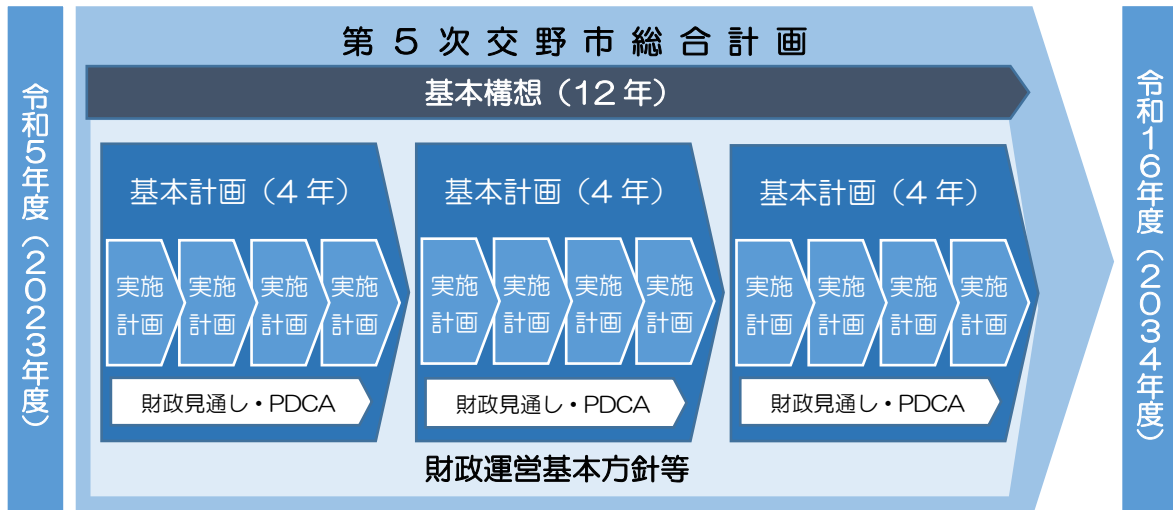 令和5年度（2023年度）
第5次交野市総合計画
基本構想（12年）
基本計画（4年）
実施
計画
実施
計画
実施
計画
実施
計画
財政見通し・PDCA
基本計画（4年）
実施
計画
実施
計画
実施
計画
実施
計画
財政見通し・PDCA
基本計画（4年）
実施
計画
実施
計画
実施
計画
実施
計画
財政見通し・PDCA
財政運営基本方針等
令和16年度（2034年度）